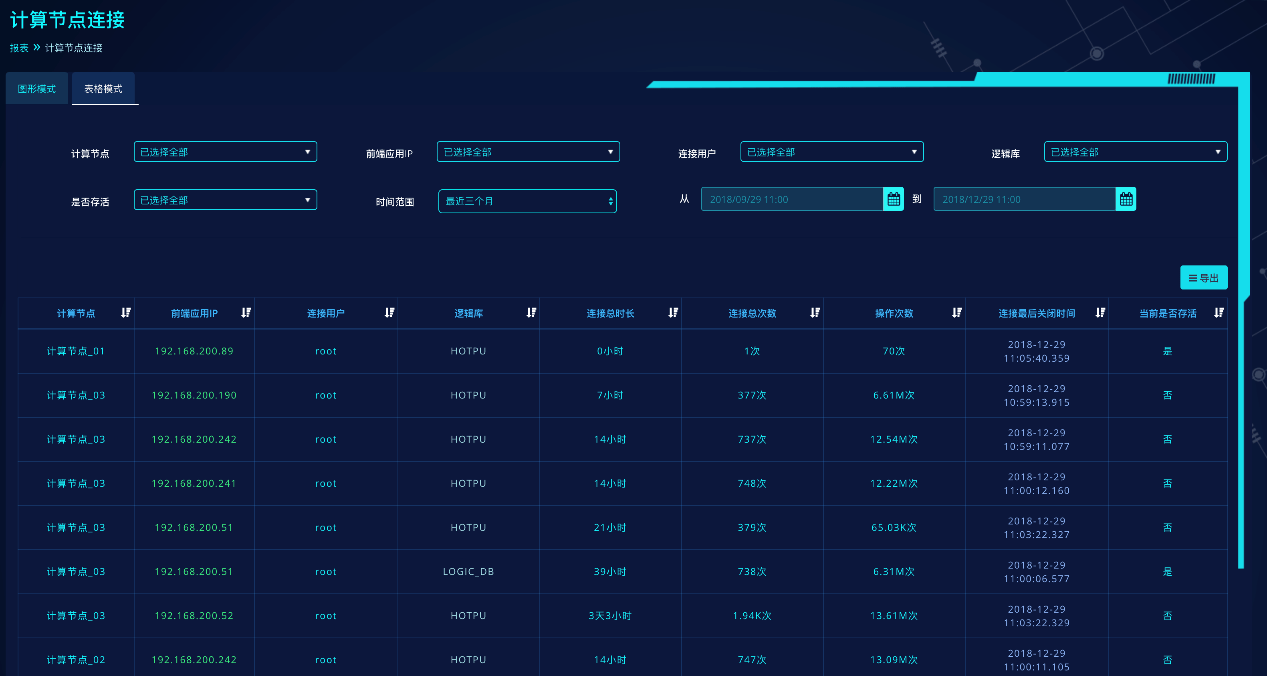 计算节点连接
报表 » 计算节点连接
图形模式 表格模式
计算节点 已选择全部 前端应用IP 已选择全部 连接用户 已选择全部 逻辑库 已选择全部
是否存活 已选择全部 时间范围 最近三个月 从 2018/09/29 11:00 到 2018/12/29 11:00
导出
计算节点 前端应用IP 连接用户 逻辑库 连接总时长 连接总次数 操作次数 连接最后关闭时间 当前是否存活
计算节点_01 192.168.200.89 root HOTPU 0小时 1次 70次 2018-12-29 11:05:40.359 是
计算节点_03 192.168.200.190 root HOTPU 7小时 377次 6.61M次 2018-12-29 10:59:13.915 否
计算节点_03 192.168.200.242 root HOTPU 14小时 737次 12.54M次 2018-12-29 10:59:11.077 否
计算节点_03 192.168.200.241 root HOTPU 14小时 748次 12.22M次 2018-12-29 11:00:12.160 否
计算节点_03 192.168.200.51 root HOTPU 21小时 379次 65.03K次 2018-12-29 11:03:22.327 否
计算节点_03 192.168.200.51 root LOGIC_DB 39小时 738次 6.31M次 2018-12-29 11:00:06.577 是
计算节点_03 192.168.200.52 root HOTPU 3天3小时 1.94K次 13.61M次 2018-12-29 11:03:22.329 否
计算节点_02 192.168.200.242 root HOTPU 14小时 747次 13.09M次 2018-12-29 11:00:11.105 否